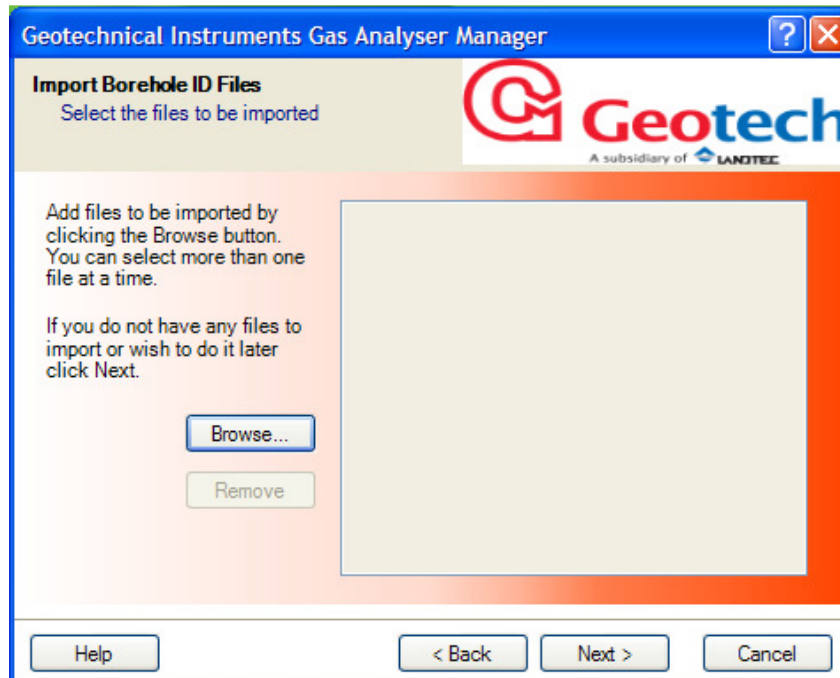 Geotechnical Instruments Gas Analyser Manager
?
Import Borehole ID Files
Select the files to be imported
Geotech
A subsidiary of LANDTEC
Add files to be imported by
clicking the Browse button.
You can select more than one
file at a time.
If you do not have any files to
import or wish to do it later
click Next.
Browse...
Remove
Help
< Back
Next >
Cancel